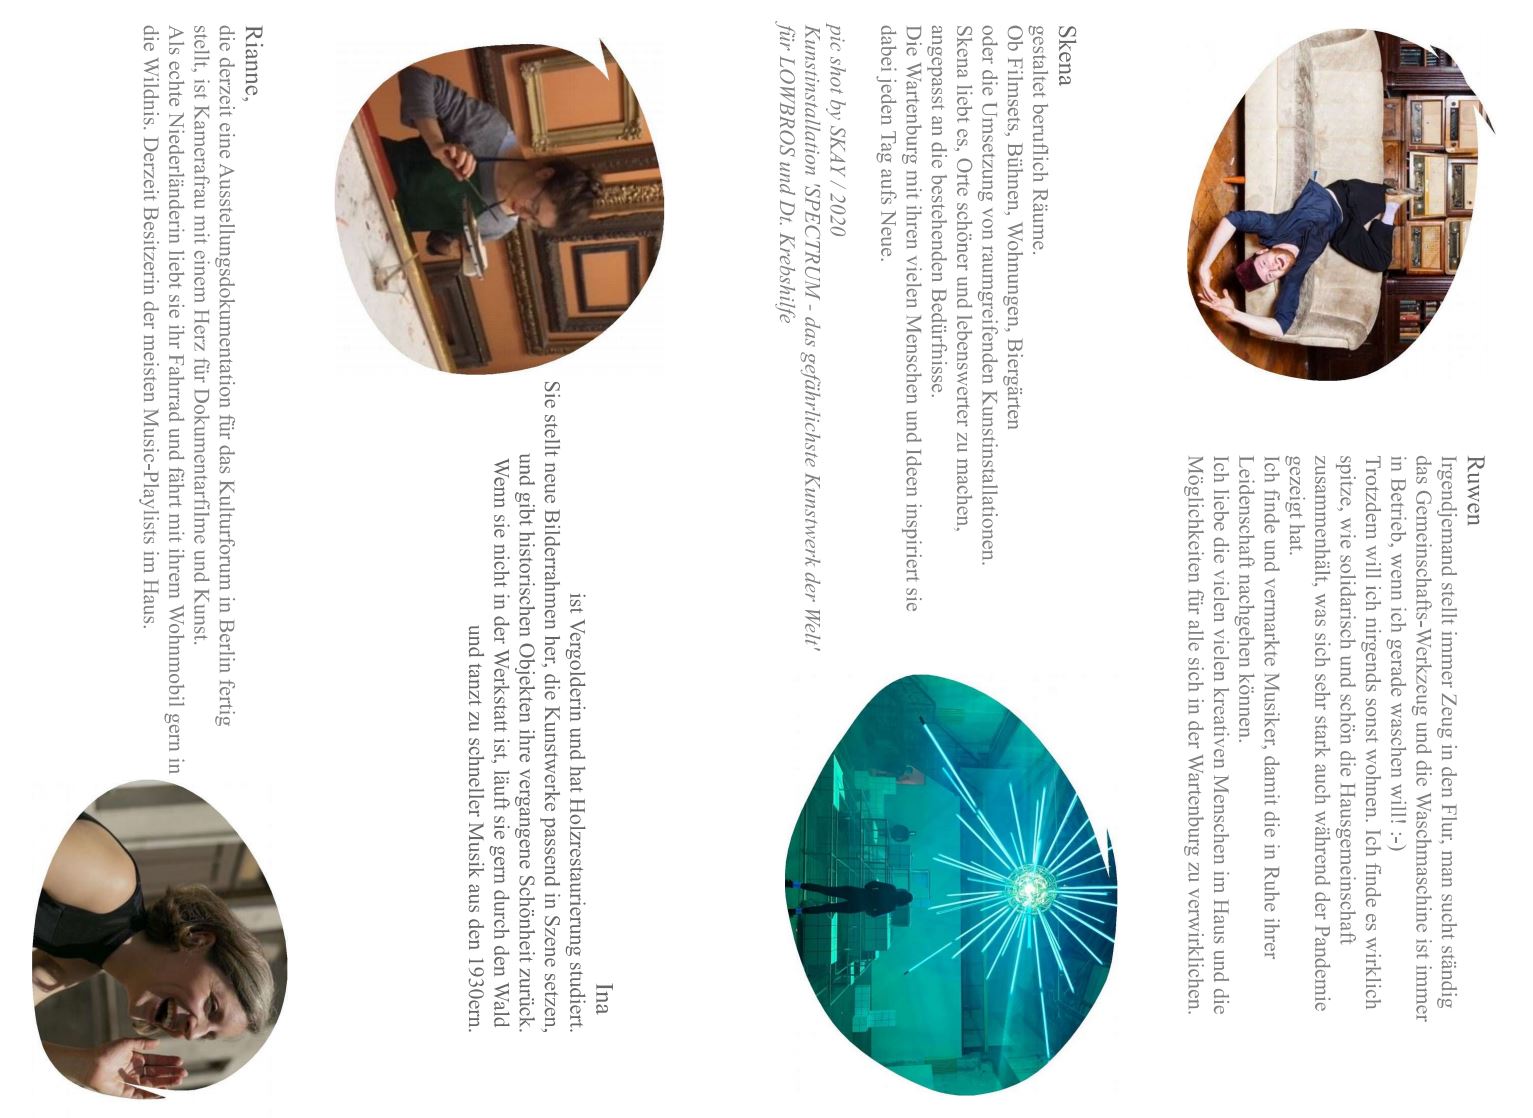 Ruwen
Irgendjemand stellt immer Zeug in den Flur, man sucht ständig
das Gemeinschafts-Werkzeug und die Waschmaschine ist immer
in Betrieb, wenn ich gerade waschen will! :-)
Trotzdem will ich nirgends sonst wohnen. Ich finde es wirklich
spitze, wie solidarisch und schön die Hausgemeinschaft
zusammenhält, was sich sehr stark auch während der Pandemie
gezeigt hat.
Ich finde und vermarkte Musiker, damit die in Ruhe ihrer
Leidenschaft nachgehen können.
Ich liebe die vielen vielen kreativen Menschen im Haus und die
Möglichkeiten für alle sich in der Wartenburg zu verwirklichen.
Skena
gestaltet beruflich Räume.
Ob Filmsets, Bühnen, Wohnungen, Biergärten
oder die Umsetzung von raumgreifenden Kunstinstallationen.
Skena liebt es, Orte schöner und lebenswerter zu machen,
angepasst an die bestehenden Bedürfnisse.
Die Wartenburg mit ihren vielen Menschen und Ideen inspiriert sie
dabei jeden Tag aufs Neue.
pic shot by SKAY / 2020
Kunstinstallation 'SPECTRUM - das gefährlichste Kunstwerk der Welt'
für LOWBROS und Dt. Krebshilfe
Ina
ist Vergolderin und hat Holzrestaurierung studiert.
Sie stellt neue Bilderrahmen her, die Kunstwerke passend in Szene setzen,
und gibt historischen Objekten ihre vergangene Schönheit zurück.
Wenn sie nicht in der Werkstatt ist, läuft sie gern durch den Wald
und tanzt zu schneller Musik aus den 1930ern.
Rianne,
die derzeit eine Ausstellungsdokumentation für das Kulturforum in Berlin fertig
stellt, ist Kamerafrau mit einem Herz für Dokumentarfilme und Kunst.
Als echte Niederländerin liebt sie ihr Fahrrad und fährt mit ihrem Wohnmobil gern in
die Wildnis. Derzeit Besitzerin der meisten Music-Playlists im Haus.